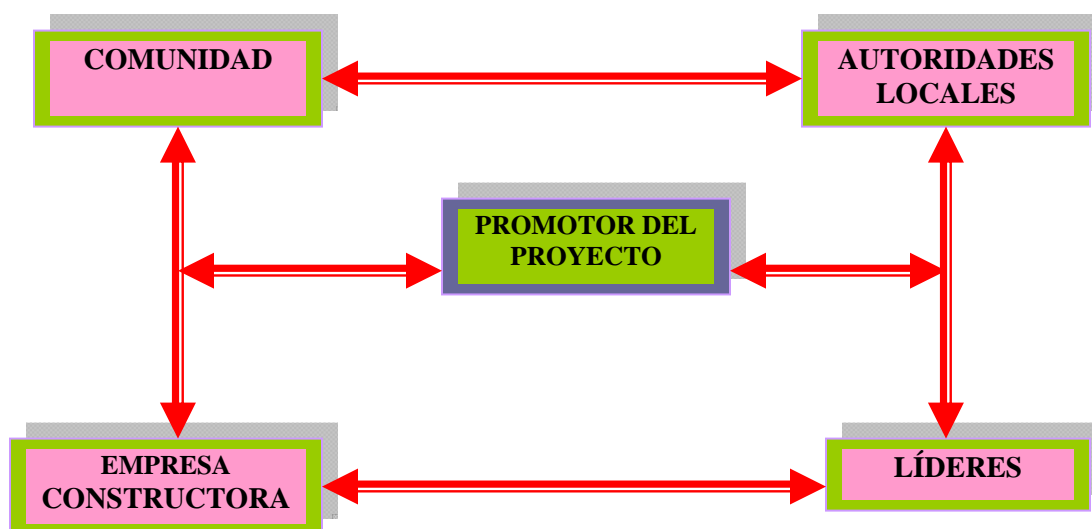 COMUNIDAD
AUTORIDADES
LOCALES
PROMOTOR DEL
PROYECTO
EMPRESA
CONSTRUCTORA
LÍDERES